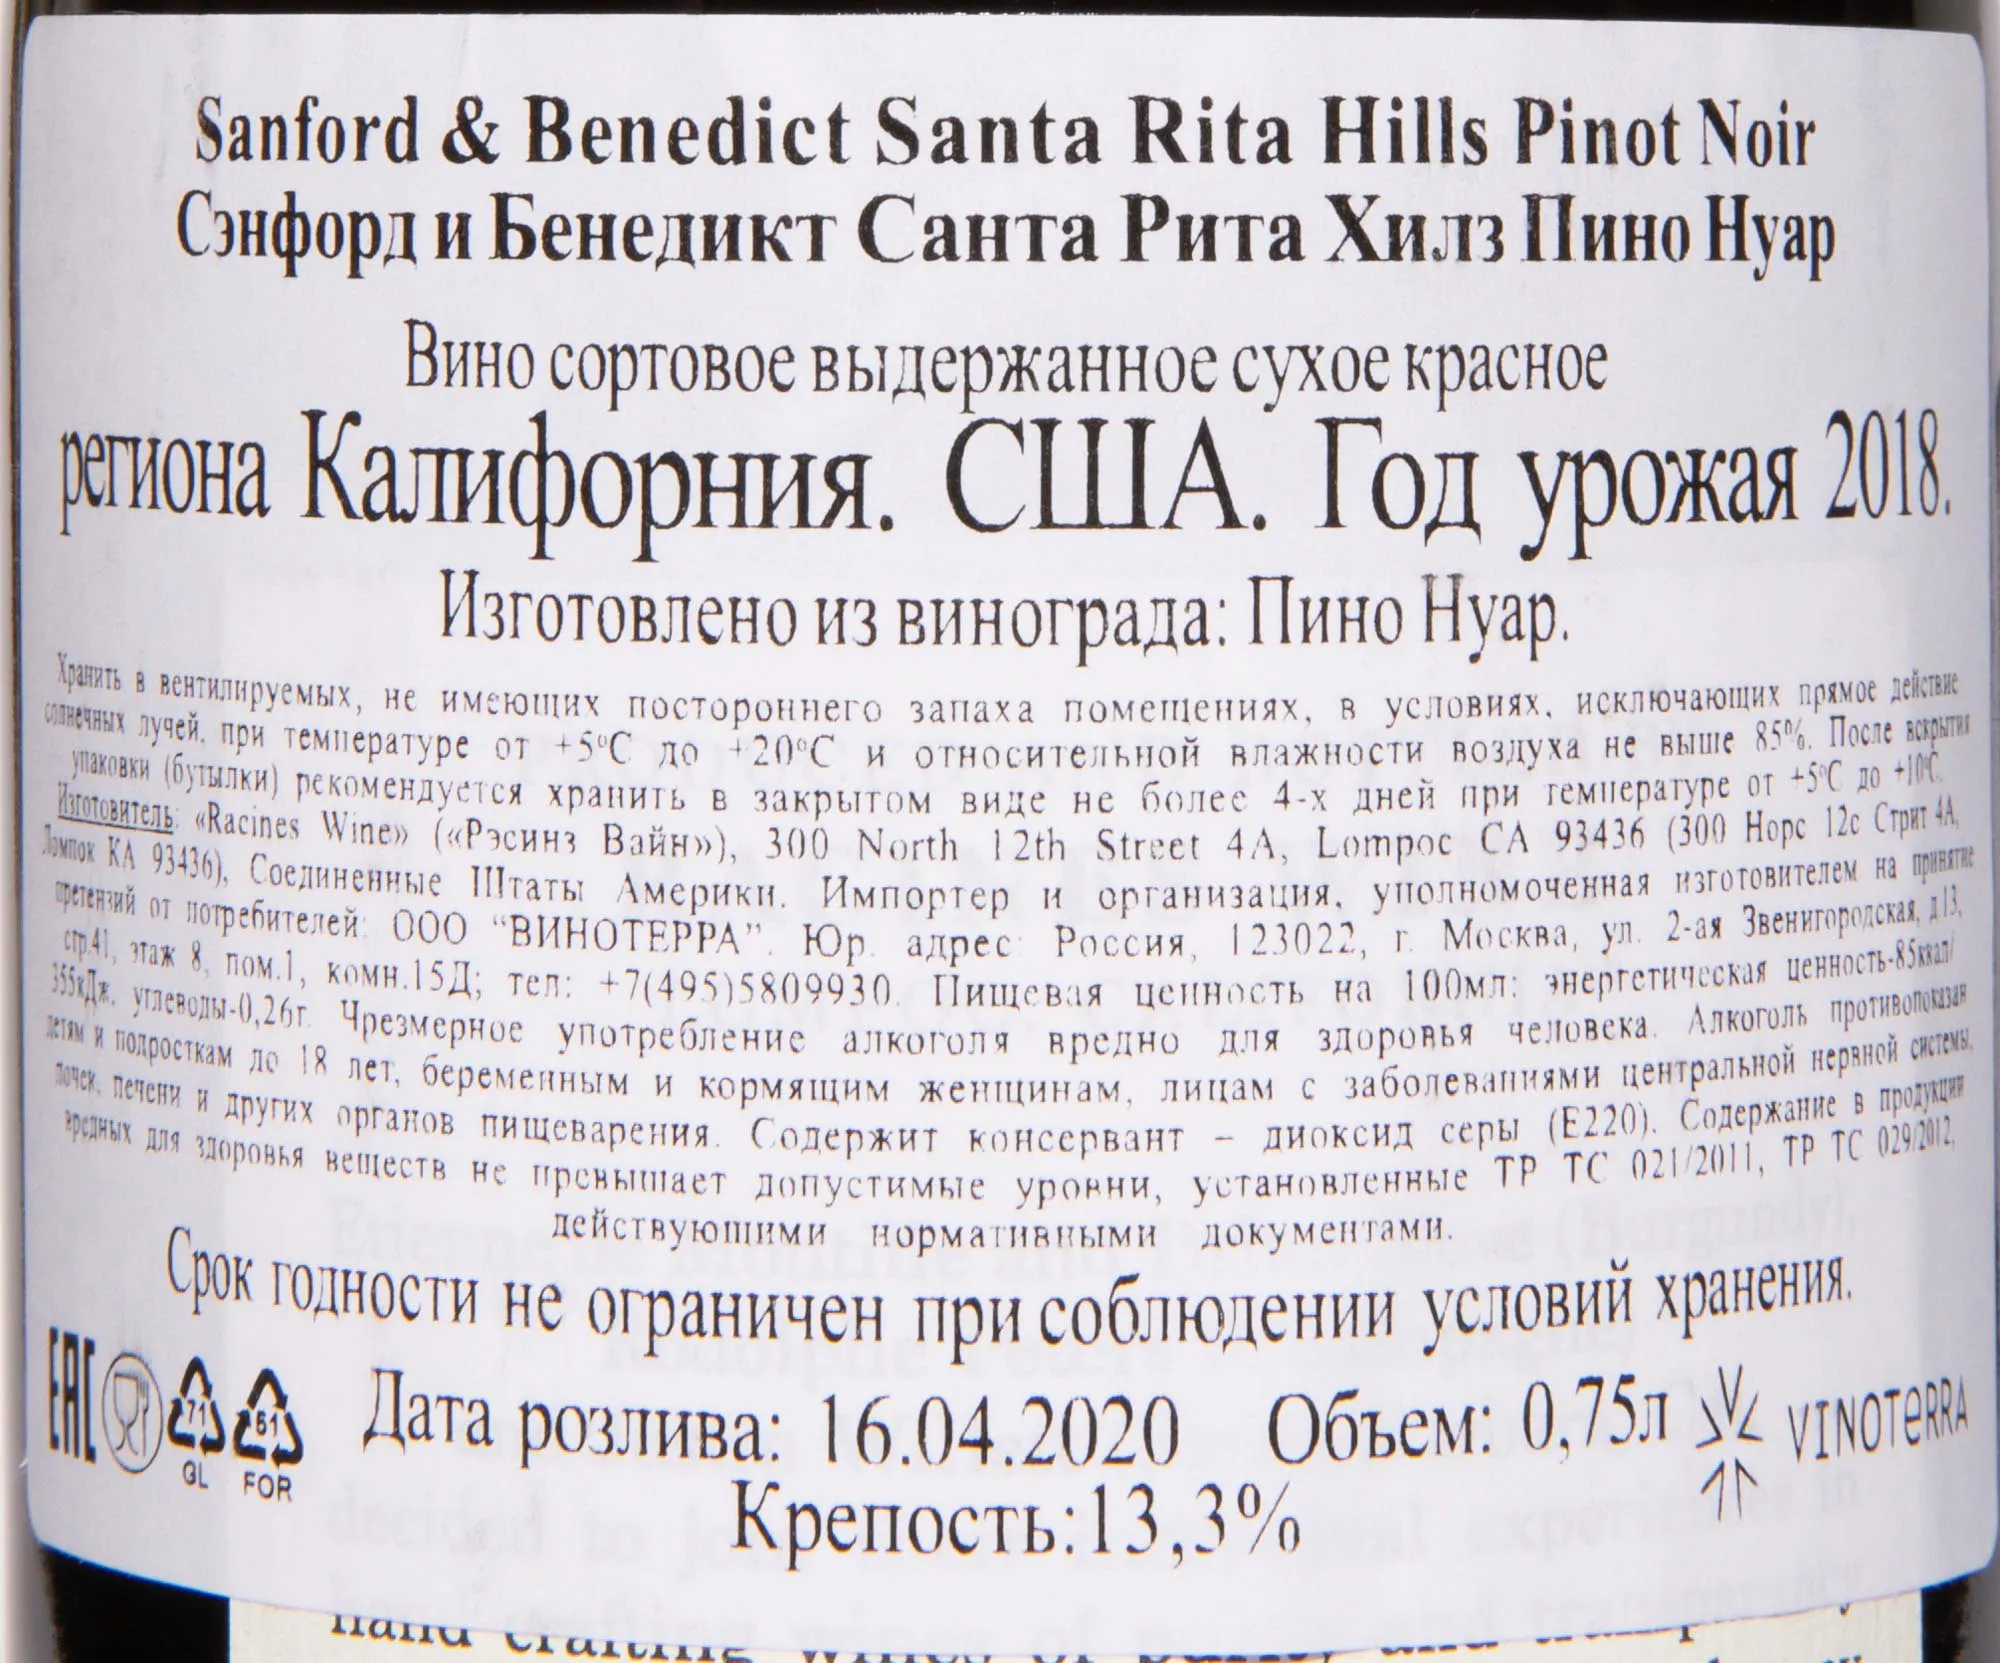 Sanford & Benedict Santa Rita Hills Pinot Noir
Сэнфорд и Бенедикт Санта Рита Хилз Пино Нуар
Вино сортовое выдержанное сухое красное
региона Калифорния. США. Год урожая 2018.
Изготовлено из винограда: Пино Нуар.
Хранить в вентилируемых, не имеющих постороннего запаха помещениях, в условиях, исключающих прямое действие
солнечных лучей, при температуре от +5°С до +20°С и относительной влажности воздуха не выше 85%. После вскрытия
упаковки (бутылки) рекомендуется хранить в закрытом виде не более 4-х дней при температуре от +5°С до +10°С.
Изготовитель: «Racines Wine» («Рэсинз Вайн»), 300 North 12th Street 4A, Lompoc CA 93436 (300 Норс 12с Стрит 4А,
Ломпок КА 93436), Соединенные Штаты Америки. Импортер и организация, уполномоченная изготовителем на принятие
претензий от потребителей: ООО “ВИНОТЕРРА”. Юр. адрес: Россия, 123022, г. Москва, ул. 2-ая Звенигородская, д.13,
стр.41, этаж 8, пом.1, комн.15Д; тел: +7(495)5809930. Пищевая ценность на 100мл: энергетическая ценность-85ккал/
355кДж, углеводы-0,26г. Чрезмерное употребление алкоголя вредно для здоровья человека. Алкоголь противопоказан
детям и подросткам до 18 лет, беременным и кормящим женщинам, лицам с заболеваниями центральной нервной системы,
почек, печени и других органов пищеварения. Содержит консервант – диоксид серы (Е220). Содержание в продукции
вредных для здоровья веществ не превышает допустимые уровни, установленные ТР ТС 021/2011, ТР ТС 029/2012,
действующими нормативными документами.
Срок годности не ограничен при соблюдении условий хранения.
EAC 71 GL 61 FOR Дата розлива: 16.04.2020 Объем: 0,75л VINOTERRA
Крепость:13,3%
hand crafting wines of